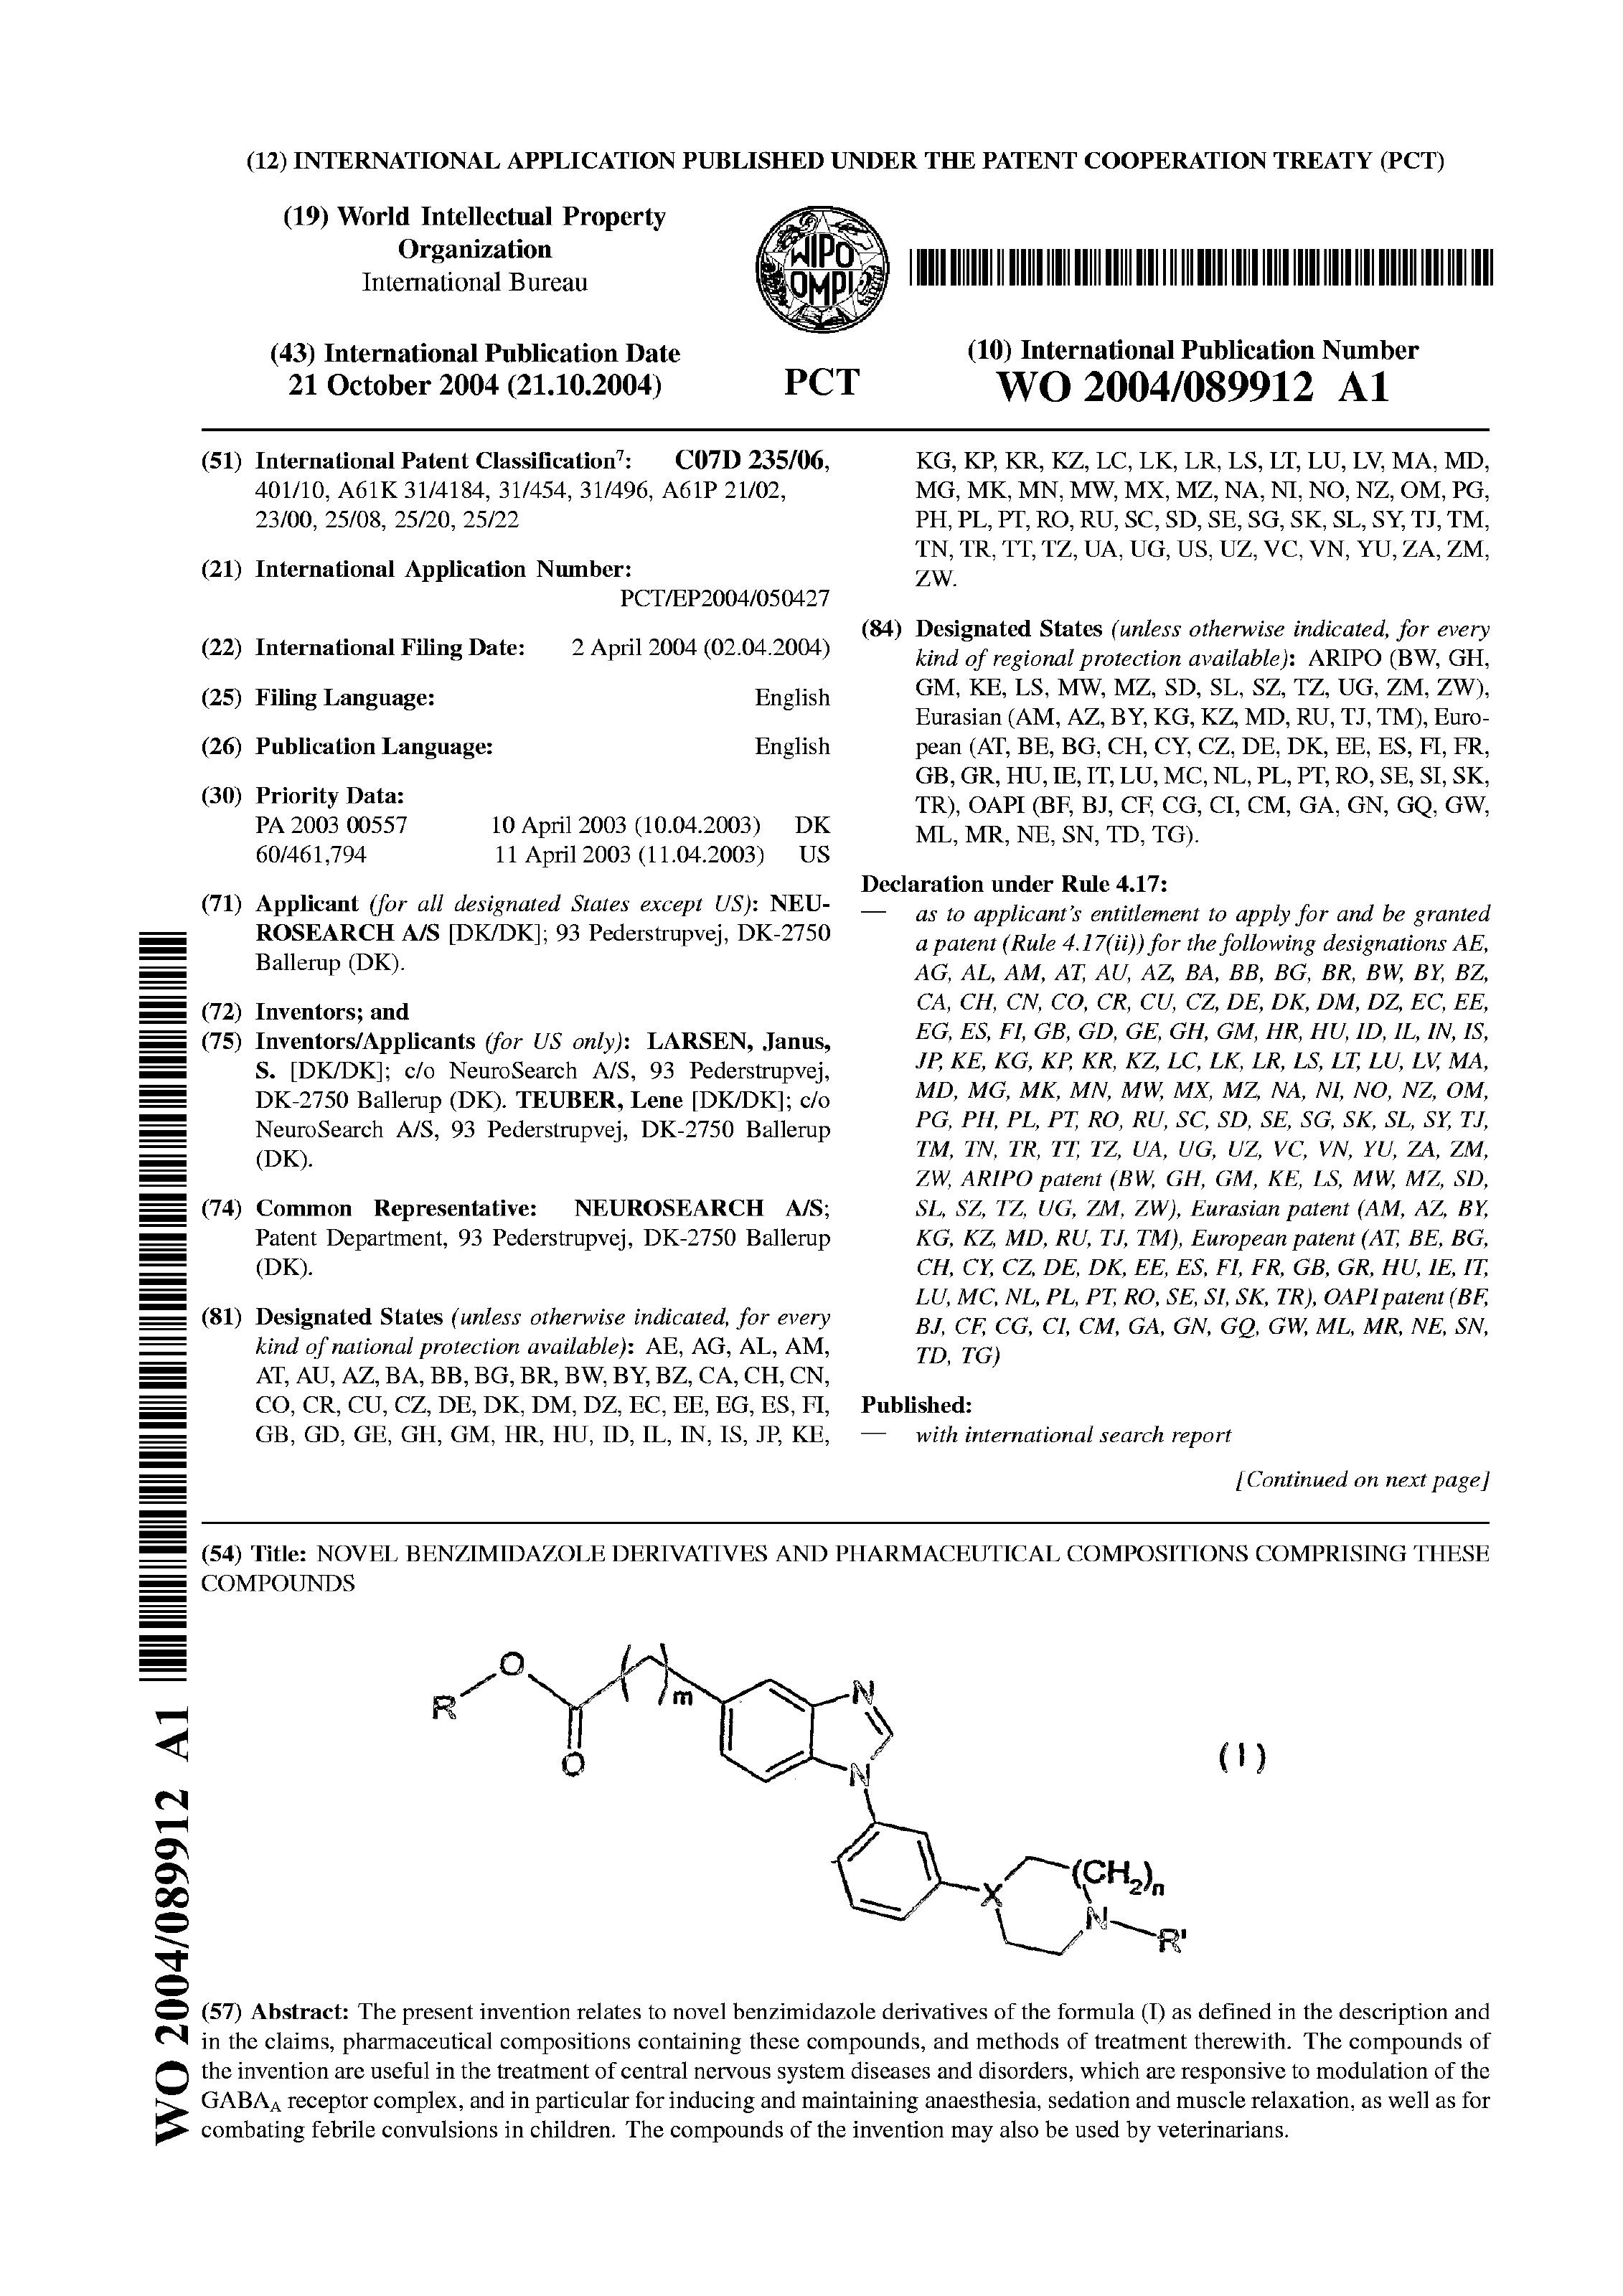 (12) INTERNATIONAL APPLICATION PUBLISHED UNDER THE PATENT COOPERATION TREATY (PCT)
(19) World Intellectual Property
Organization
International Bureau
WIPO
OMPI
(43) International Publication Date
21 October 2004 (21.10.2004)
PCT
(10) International Publication Number
WO 2004/089912 A1
(51) International Patent Classification7: C07D 235/06,
401/10, A61K 31/4184, 31/454, 31/496, A61P 21/02,
23/00, 25/08, 25/20, 25/22
(21) International Application Number:
PCT/EP2004/050427
(22) International Filing Date: 2 April 2004 (02.04.2004)
(25) Filing Language: English
(26) Publication Language: English
(30) Priority Data:
PA 2003 00557 10 April 2003 (10.04.2003) DK
60/461,794 11 April 2003 (11.04.2003) US
(71) Applicant (for all designated States except US): NEU-
ROSEARCH A/S [DK/DK]; 93 Pederstrupvej, DK-2750
Ballerup (DK).
(72) Inventors; and
(75) Inventors/Applicants (for US only): LARSEN, Janus,
S. [DK/DK]; c/o NeuroSearch A/S, 93 Pederstrupvej,
DK-2750 Ballerup (DK). TEUBER, Lene [DK/DK]; c/o
NeuroSearch A/S, 93 Pederstrupvej, DK-2750 Ballerup
(DK).
(74) Common Representative: NEUROSEARCH A/S;
Patent Department, 93 Pederstrupvej, DK-2750 Ballerup
(DK).
(81) Designated States (unless otherwise indicated, for every
kind of national protection available): AE, AG, AL, AM,
AT, AU, AZ, BA, BB, BG, BR, BW, BY, BZ, CA, CH, CN,
CO, CR, CU, CZ, DE, DK, DM, DZ, EC, EE, EG, ES, FI,
GB, GD, GE, GH, GM, HR, HU, ID, IL, IN, IS, JP, KE,
KG, KP, KR, KZ, LC, LK, LR, LS, LT, LU, LV, MA, MD,
MG, MK, MN, MW, MX, MZ, NA, NI, NO, NZ, OM, PG,
PH, PL, PT, RO, RU, SC, SD, SE, SG, SK, SL, SY, TJ, TM,
TN, TR, TT, TZ, UA, UG, US, UZ, VC, VN, YU, ZA, ZM,
ZW.
(84) Designated States (unless otherwise indicated, for every
kind of regional protection available): ARIPO (BW, GH,
GM, KE, LS, MW, MZ, SD, SL, SZ, TZ, UG, ZM, ZW),
Eurasian (AM, AZ, BY, KG, KZ, MD, RU, TJ, TM), Euro-
pean (AT, BE, BG, CH, CY, CZ, DE, DK, EE, ES, FI, FR,
GB, GR, HU, IE, IT, LU, MC, NL, PL, PT, RO, SE, SI, SK,
TR), OAPI (BF, BJ, CF, CG, CI, CM, GA, GN, GQ, GW,
ML, MR, NE, SN, TD, TG).
Declaration under Rule 4.17:
— as to applicant's entitlement to apply for and be granted
a patent (Rule 4.17(ii)) for the following designations AE,
AG, AL, AM, AT, AU, AZ, BA, BB, BG, BR, BW, BY, BZ,
CA, CH, CN, CO, CR, CU, CZ, DE, DK, DM, DZ, EC, EE,
EG, ES, FI, GB, GD, GE, GH, GM, HR, HU, ID, IL, IN, IS,
JP, KE, KG, KP, KR, KZ, LC, LK, LR, LS, LT, LU, LV, MA,
MD, MG, MK, MN, MW, MX, MZ, NA, NI, NO, NZ, OM,
PG, PH, PL, PT, RO, RU, SC, SD, SE, SG, SK, SL, SY, TJ,
TM, TN, TR, TT, TZ, UA, UG, UZ, VC, VN, YU, ZA, ZM,
ZW, ARIPO patent (BW, GH, GM, KE, LS, MW, MZ, SD,
SL, SZ, TZ, UG, ZM, ZW), Eurasian patent (AM, AZ, BY,
KG, KZ, MD, RU, TJ, TM), European patent (AT, BE, BG,
CH, CY, CZ, DE, DK, EE, ES, FI, FR, GB, GR, HU, IE, IT,
LU, MC, NL, PL, PT, RO, SE, SI, SK, TR), OAPI patent (BF,
BJ, CF, CG, CI, CM, GA, GN, GQ, GW, ML, MR, NE, SN,
TD, TG)
Published:
— with international search report
[Continued on next page]
(54) Title: NOVEL BENZIMIDAZOLE DERIVATIVES AND PHARMACEUTICAL COMPOSITIONS COMPRISING THESE
COMPOUNDS
R
O
O
m
N
N
X
(CH2)n
N
R'
(I)
(57) Abstract: The present invention relates to novel benzimidazole derivatives of the formula (I) as defined in the description and
in the claims, pharmaceutical compositions containing these compounds, and methods of treatment therewith. The compounds of
the invention are useful in the treatment of central nervous system diseases and disorders, which are responsive to modulation of the
GABAA receptor complex, and in particular for inducing and maintaining anaesthesia, sedation and muscle relaxation, as well as for
combating febrile convulsions in children. The compounds of the invention may also be used by veterinarians.
WO 2004/089912 A1